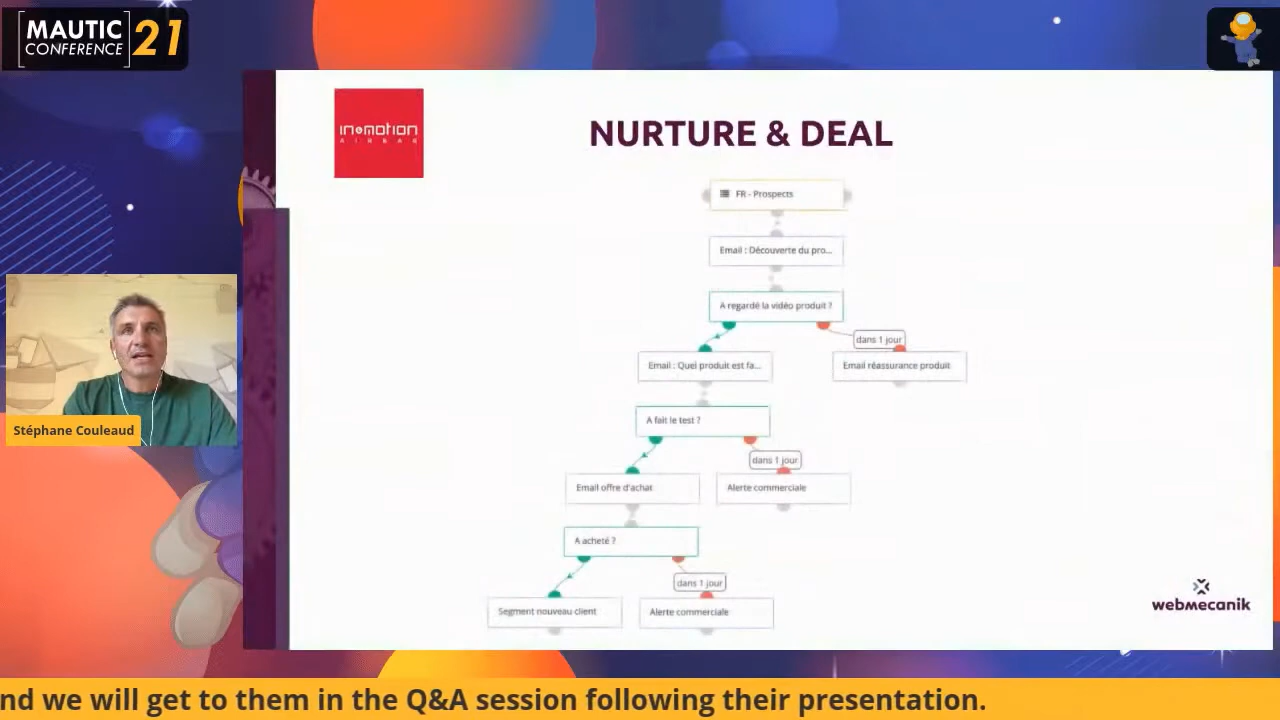 MAUTIC
CONFERENCE 21
in&motion
AIRBAG
NURTURE & DEAL
FR - Prospects
Email : Découverte du pro...
A regardé la vidéo produit ?
dans 1 jour
Email : Quel produit est fa...
Email réassurance produit
A fait le test ?
dans 1 jour
Email offre d'achat
Alerte commerciale
A acheté ?
dans 1 jour
Segment nouveau client
Alerte commerciale
Stéphane Couleaud
webmecanik
nd we will get to them in the Q&A session following their presentation.